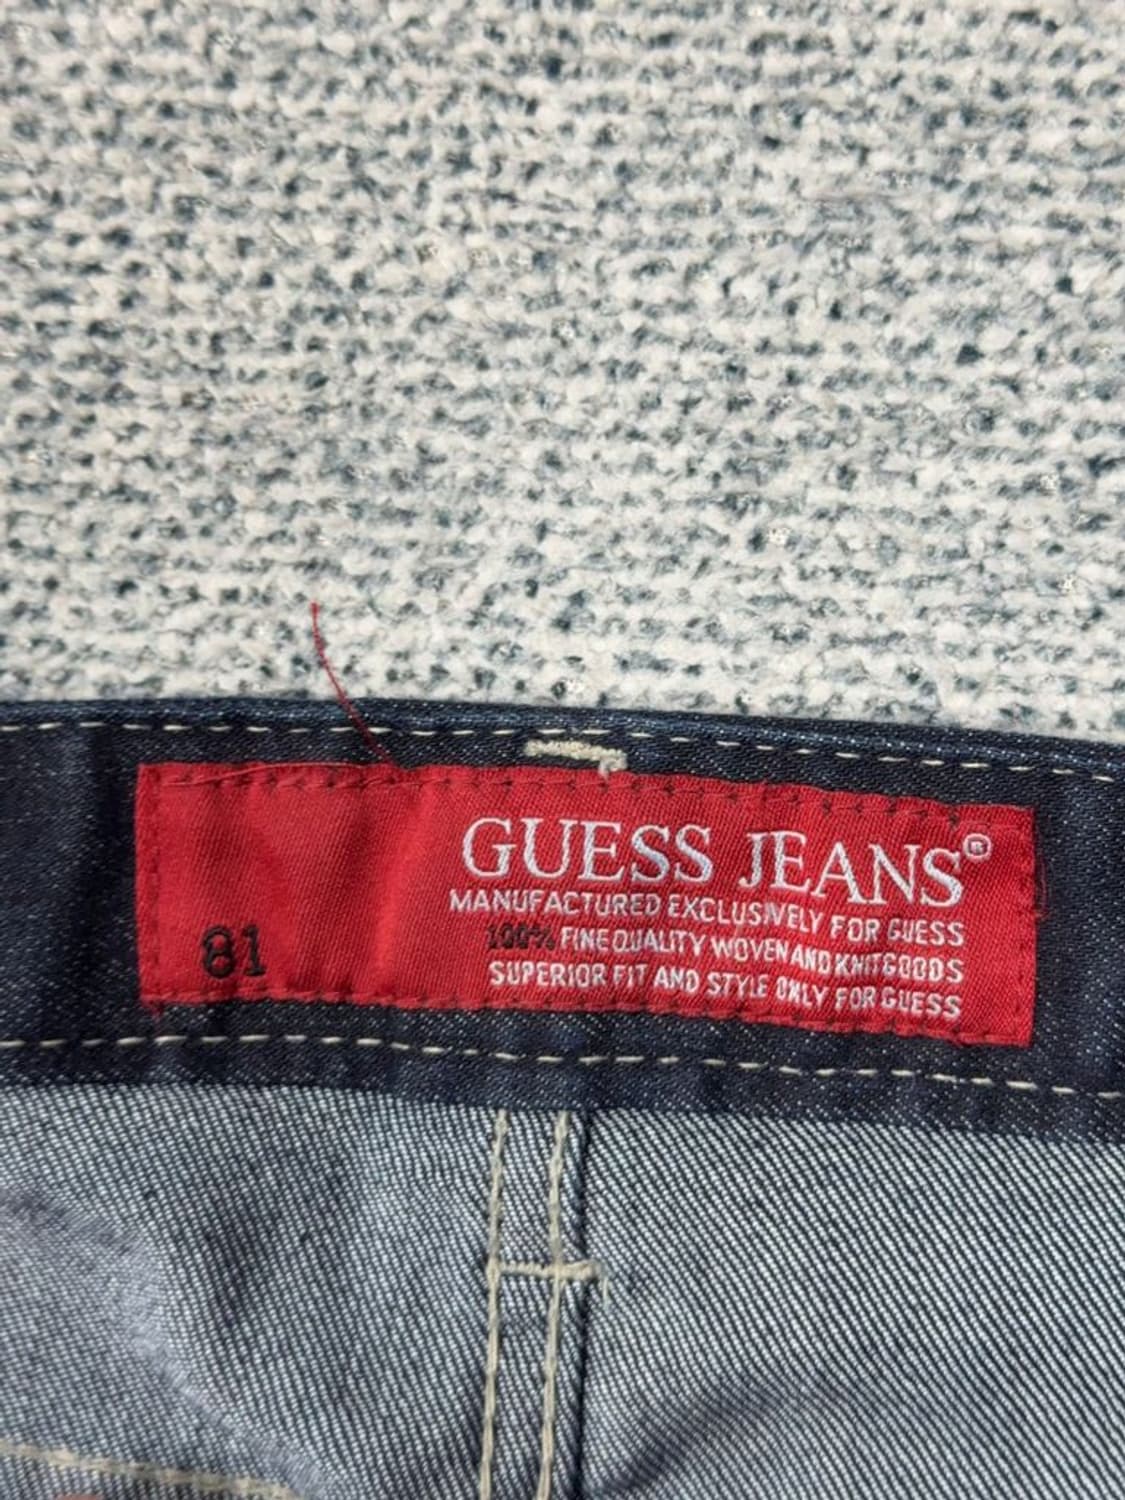 GUESS JEANS®
MANUFACTURED EXCLUSIVELY FOR GUESS
100% FINE QUALITY WOVEN AND KNITGOODS
SUPERIOR FIT AND STYLE ONLY FOR GUESS
81